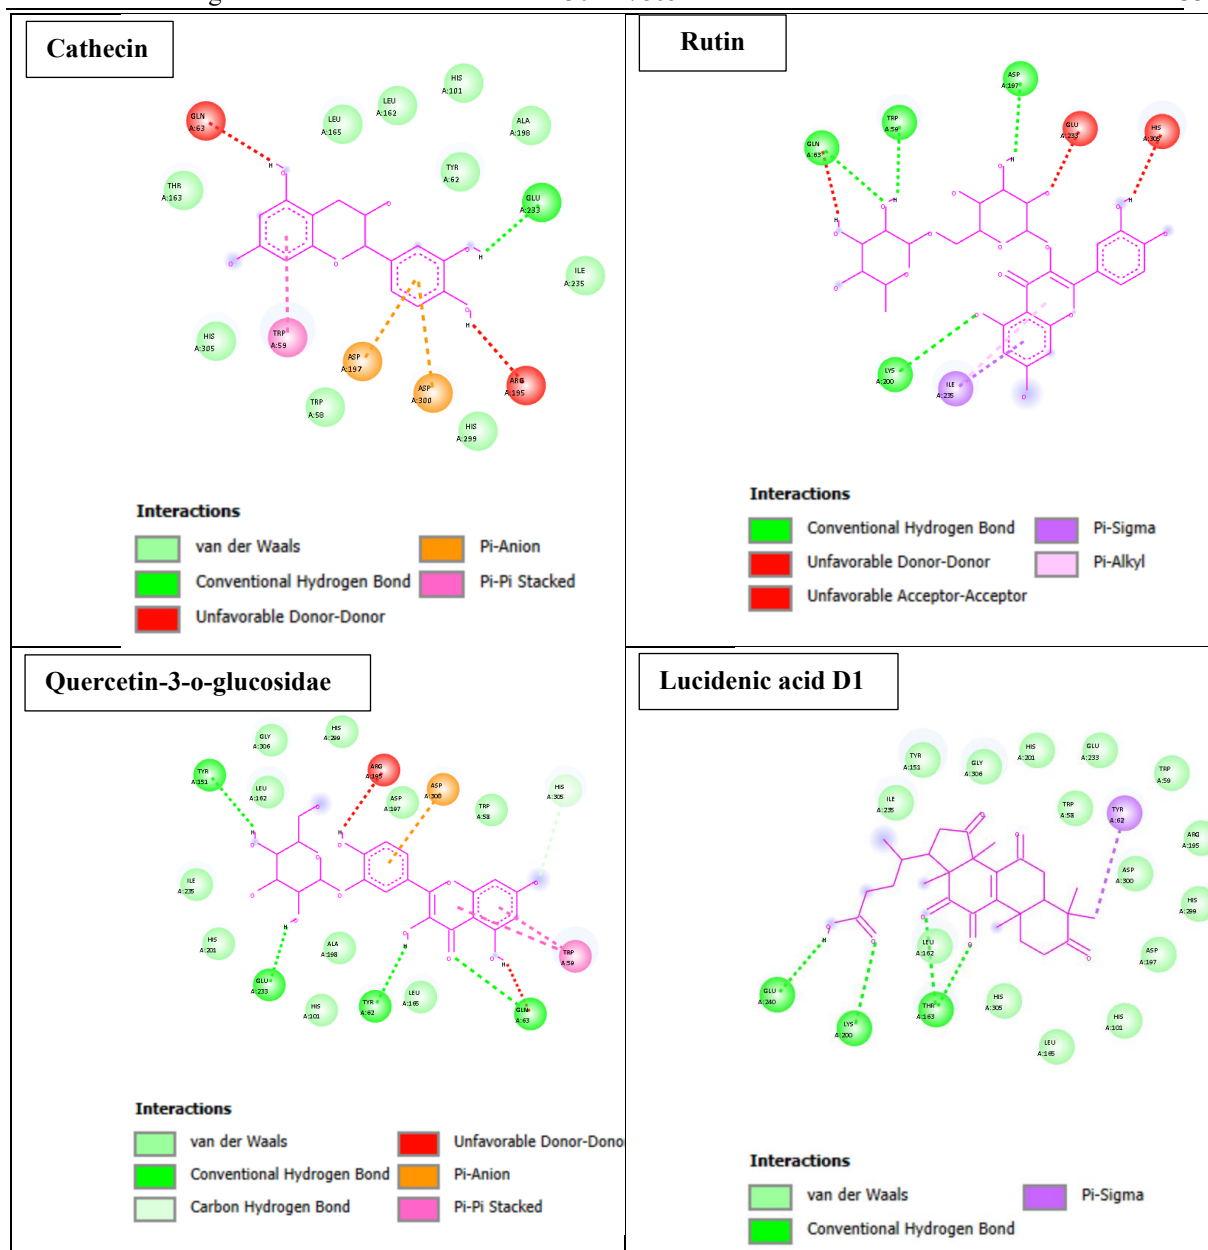 Cathecin
HIS
A:101
LEU
A:162
GLN
A:63
LEU
A:165
ALA
A:198
TYR
A:62
THR
A:163
GLU
A:233
ILE
A:235
HIS
A:305
TRP
A:59
ASP
A:197
ASP
A:300
ARG
A:195
TRP
A:58
HIS
A:299
Interactions
van der Waals
Conventional Hydrogen Bond
Unfavorable Donor-Donor
Pi-Anion
Pi-Pi Stacked
Rutin
ASP
A:197
TRP
A:59
GLU
A:233
HIS
A:305
GLN
A:63
LYS
A:200
ILE
A:235
Interactions
Conventional Hydrogen Bond
Unfavorable Donor-Donor
Unfavorable Acceptor-Acceptor
Pi-Sigma
Pi-Alkyl
Quercetin-3-o-glucosidae
GLY
A:306
HIS
A:299
TYR
A:151
LEU
A:162
ARG
A:195
ASP
A:197
ASP
A:300
TRP
A:58
HIS
A:305
ILE
A:235
HIS
A:201
ALA
A:198
TRP
A:59
GLU
A:233
HIS
A:101
TYR
A:62
LEU
A:165
GLN
A:63
Interactions
van der Waals
Conventional Hydrogen Bond
Carbon Hydrogen Bond
Unfavorable Donor-Dono
Pi-Anion
Pi-Pi Stacked
Lucidenic acid D1
TYR
A:151
GLY
A:306
HIS
A:201
GLU
A:233
TRP
A:59
ILE
A:235
TRP
A:58
TYR
A:62
ARG
A:195
ASP
A:300
HIS
A:299
LEU
A:162
ASP
A:197
GLU
A:240
LYS
A:200
THR
A:163
HIS
A:305
HIS
A:101
LEU
A:165
Interactions
van der Waals
Conventional Hydrogen Bond
Pi-Sigma